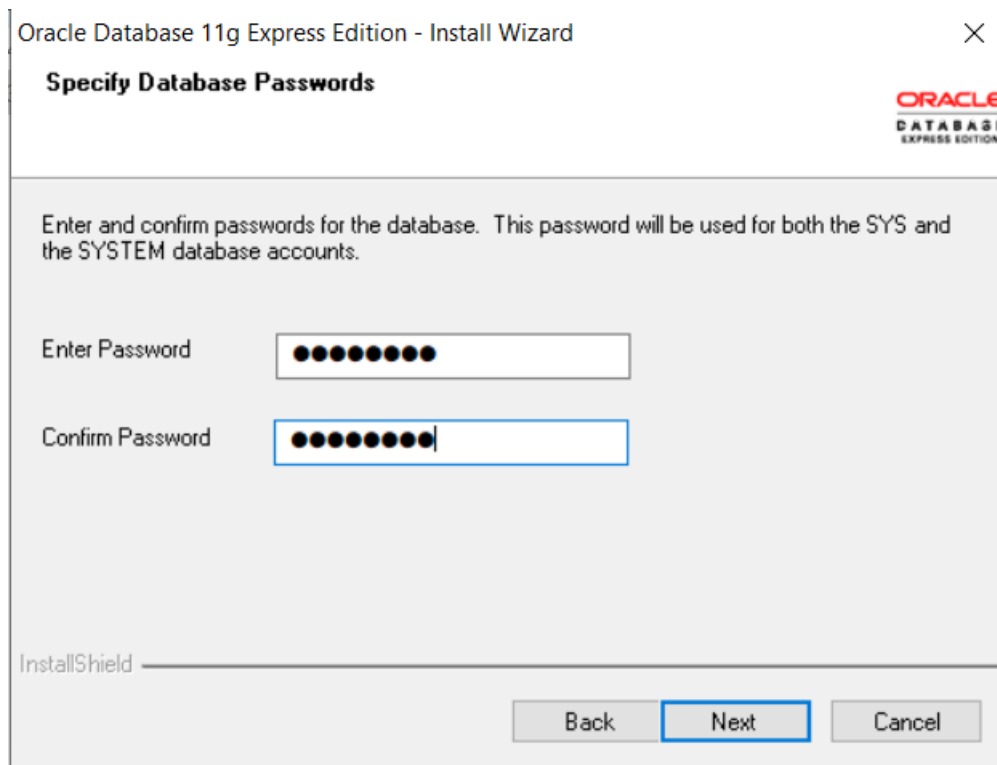 Oracle Database 11g Express Edition - Install Wizard
Specify Database Passwords
ORACLE
DATABASE
EXPRESS EDITION
Enter and confirm passwords for the database. This password will be used for both the SYS and
the SYSTEM database accounts.
Enter Password
Confirm Password
InstallShield
Back Next Cancel